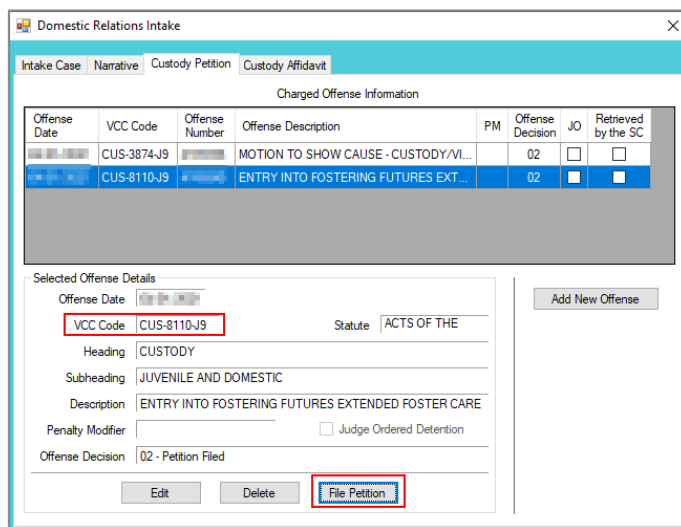 Domestic Relations Intake
Intake Case Narrative Custody Petition Custody Affidavit
Charged Offense Information
Offense Date VCC Code Offense Number Offense Description PM Offense Decision JO Retrieved by the SC
CUS-3874-J9 MOTION TO SHOW CAUSE - CUSTODY/VI... 02
CUS-8110-J9 ENTRY INTO FOSTERING FUTURES EXT... 02
Selected Offense Details
Offense Date
Add New Offense
VCC Code CUS-8110-J9 Statute ACTS OF THE
Heading CUSTODY
Subheading JUVENILE AND DOMESTIC
Description ENTRY INTO FOSTERING FUTURES EXTENDED FOSTER CARE
Penalty Modifier Judge Ordered Detention
Offense Decision 02 - Petition Filed
Edit Delete File Petition